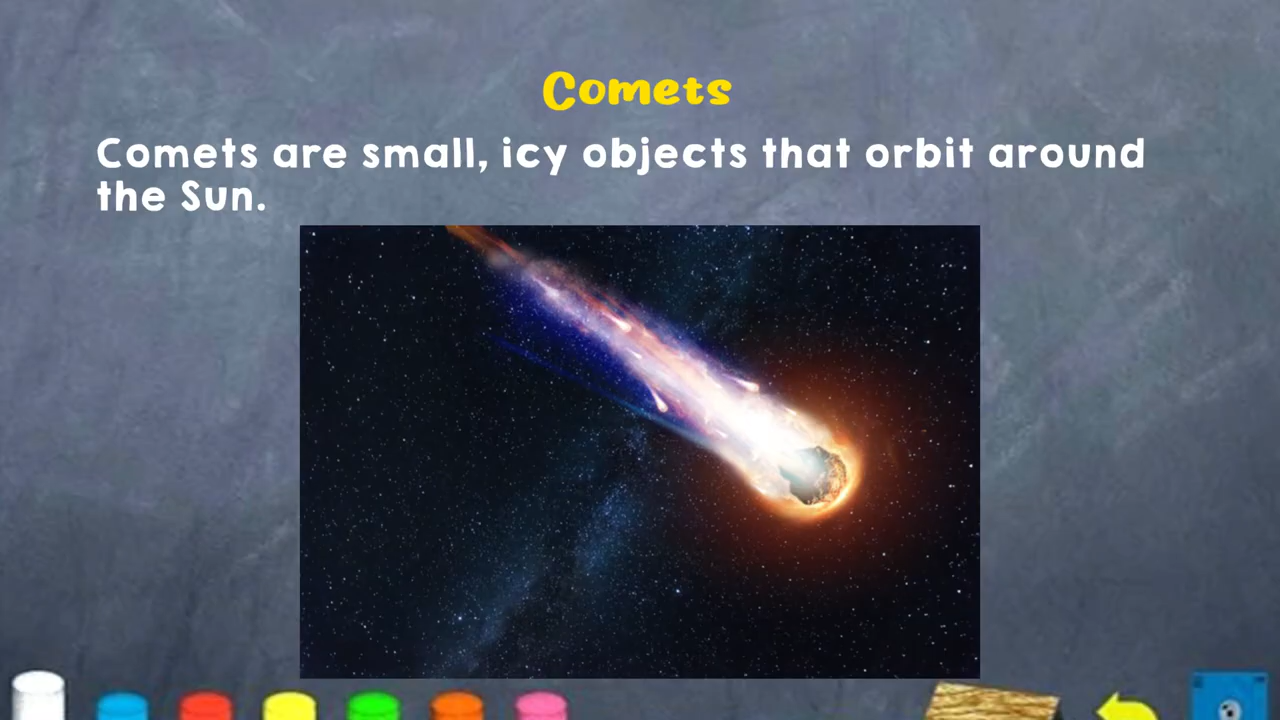 Comets
Comets are small, icy objects that orbit around
the Sun.